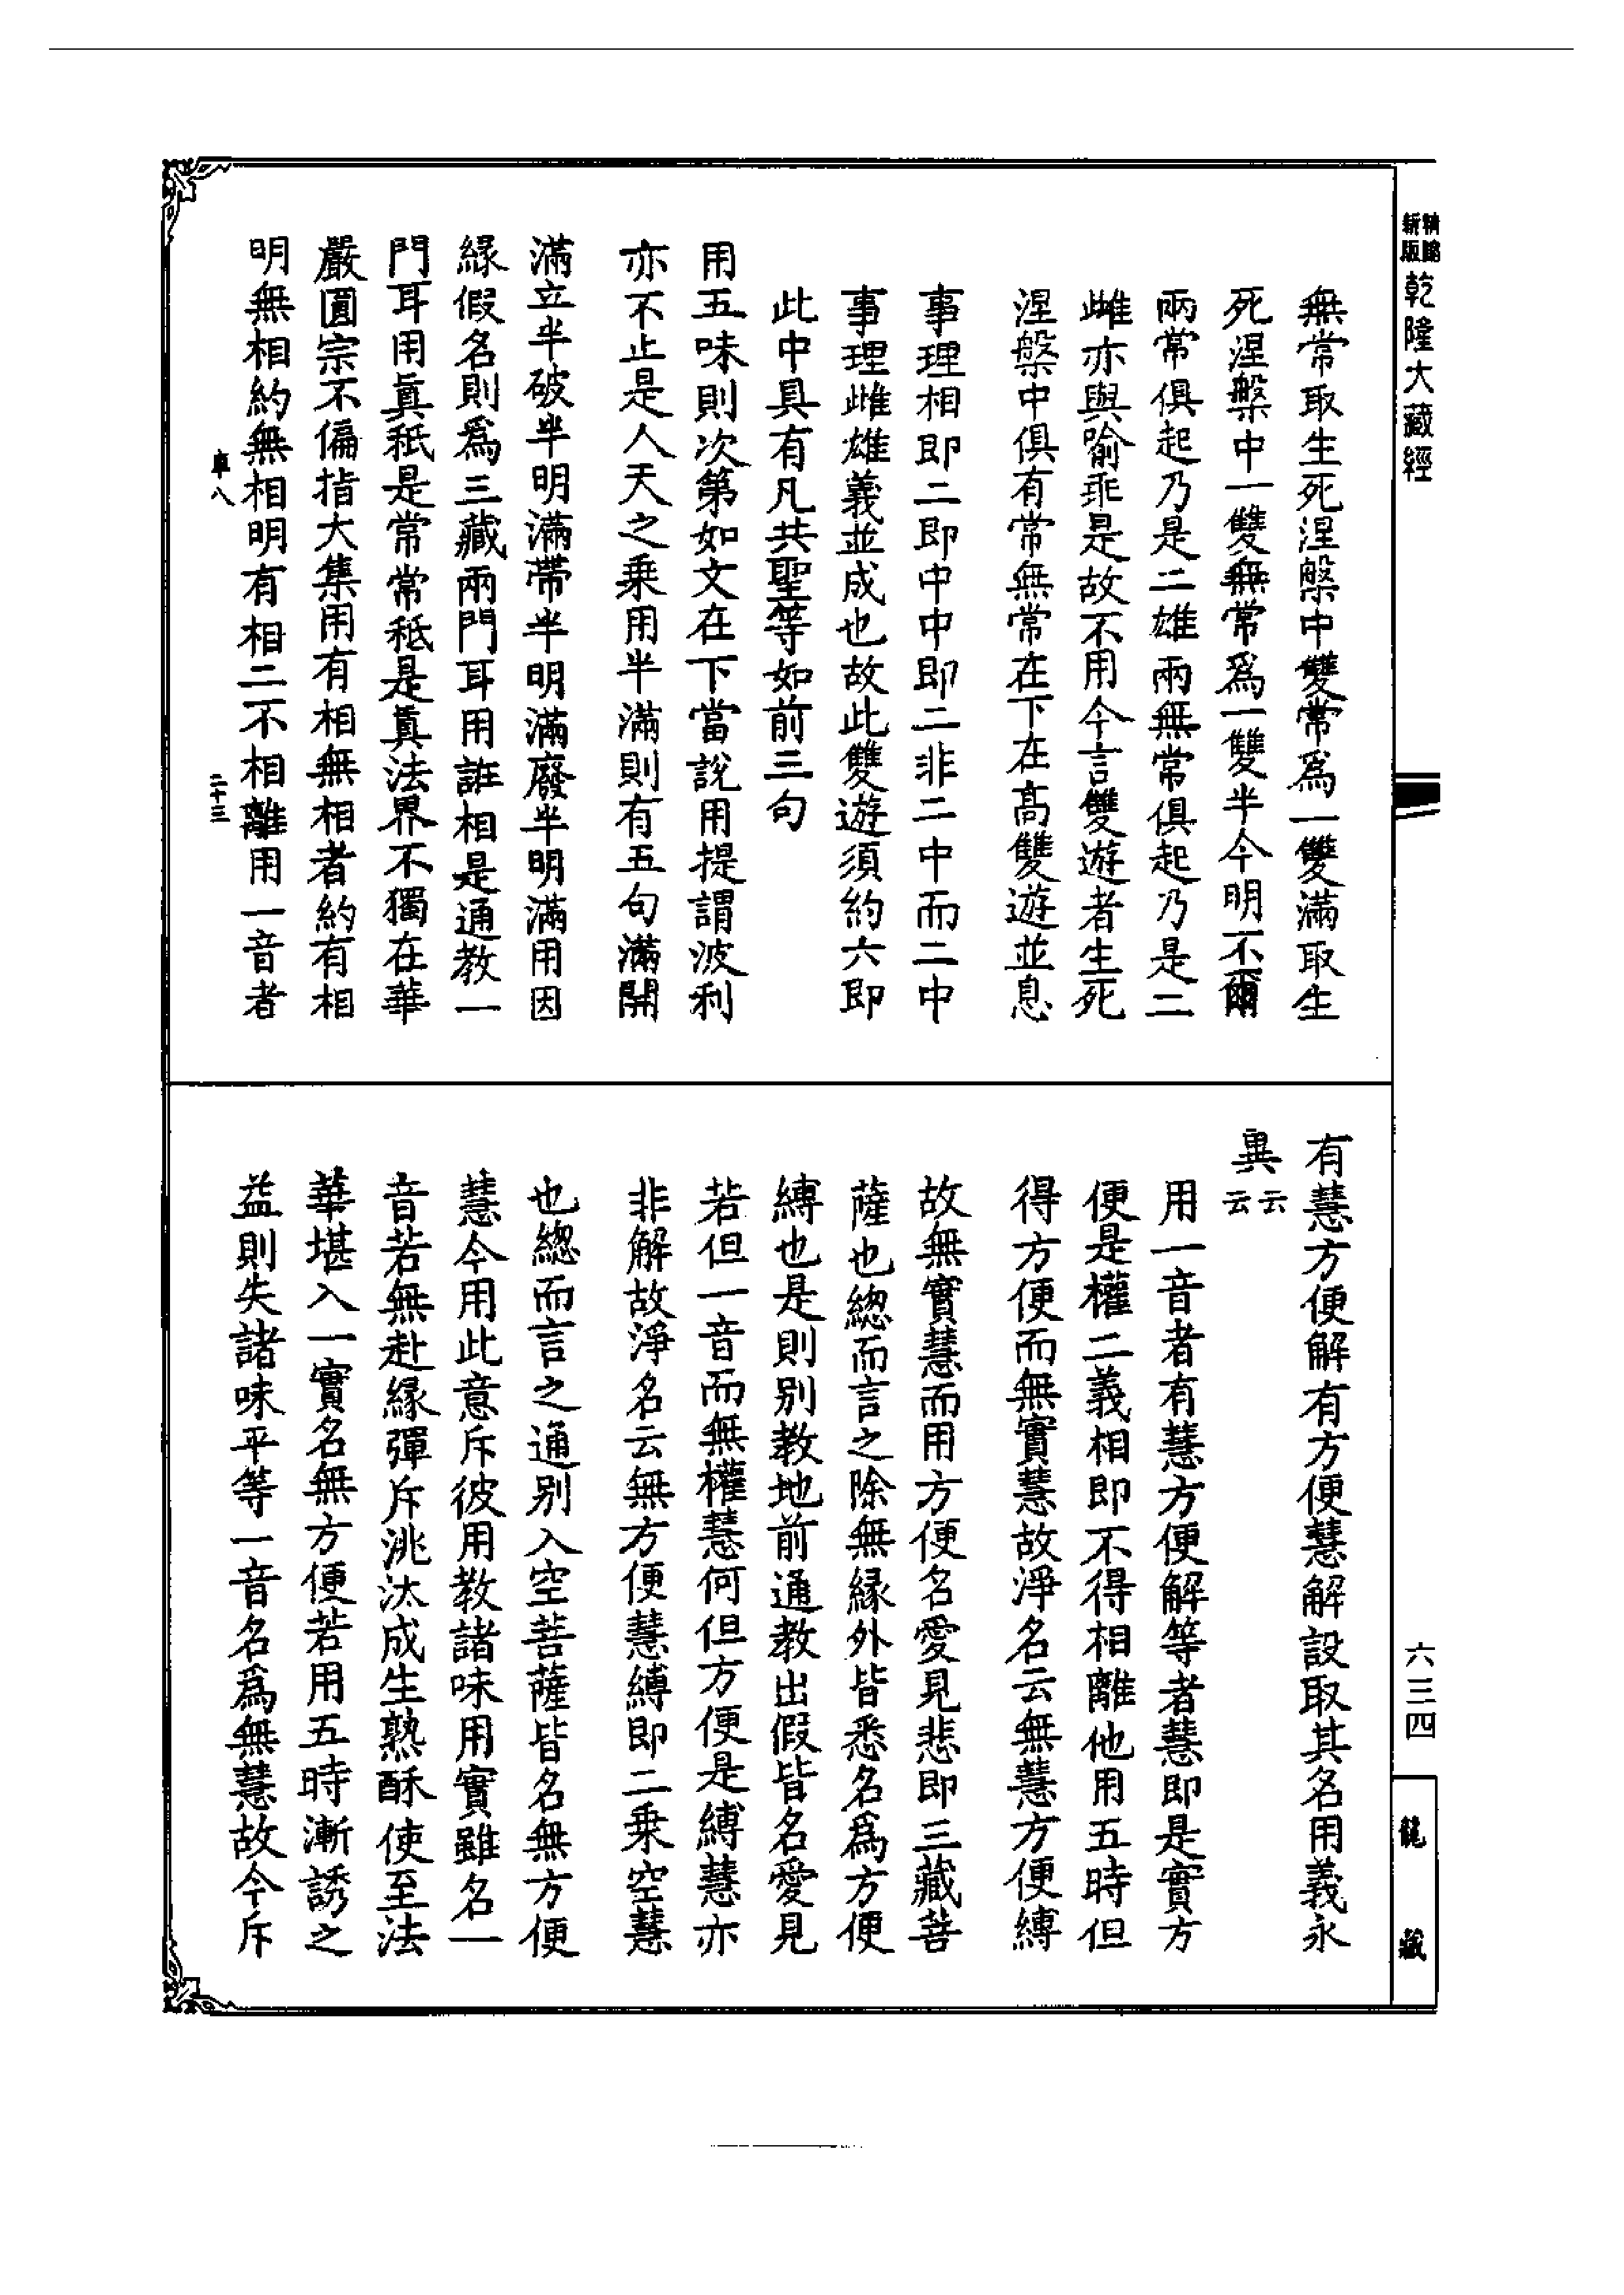 精縮
新版
乾隆大藏經
六三四
龍藏
無常取生死涅槃中雙常為一雙滿取生
死涅槃中一雙無常為一雙半今明不爾
兩常俱起乃是二雄兩無常俱起乃是二
雌亦與喻乖是故不用今言雙遊者生死
涅槃中俱有常無常在下在高雙遊並息
事理相即二即中中即二非二中而二中
事理雌雄義並成也故此雙遊須約六即
此中具有凡共聖等如前三句
用五味則次第如文在下當說用提謂波利
亦不止是人天之乗用半滿則有五句滿開
滿立半破半明滿帶半明滿廢半明滿用因
緣假名則為三藏兩門耳用誑相是通教一
門耳用眞秪是常常秪是眞法界不獨在華
嚴圓宗不偏指大集用有相無相者約有相
明無相約無相明有相二不相離用一音者
車八
二十三
有慧方便解有方便慧解設取其名用義永
異云云
用一音者有慧方便解等者慧即是實方
便是權二義相即不得相離他用五時但
得方便而無實慧故淨名云無慧方便縛
故無實慧而用方便名愛見悲即三藏菩
薩也總而言之除無緣外皆悉名為方便
縛也是則別教地前通教出假皆名愛見
若但一音而無權慧何但方便是縛慧亦
非解故淨名云無方便慧縛即二乗空慧
也總而言之通別入空菩薩皆名無方便
慧今用此意斥彼用教諸味用實雖名一
音若無赴緣彈斥洮汰成生熟酥使至法
華堪入一實名無方便若用五時漸誘之
益則失諸味平等一音名為無慧故今斥